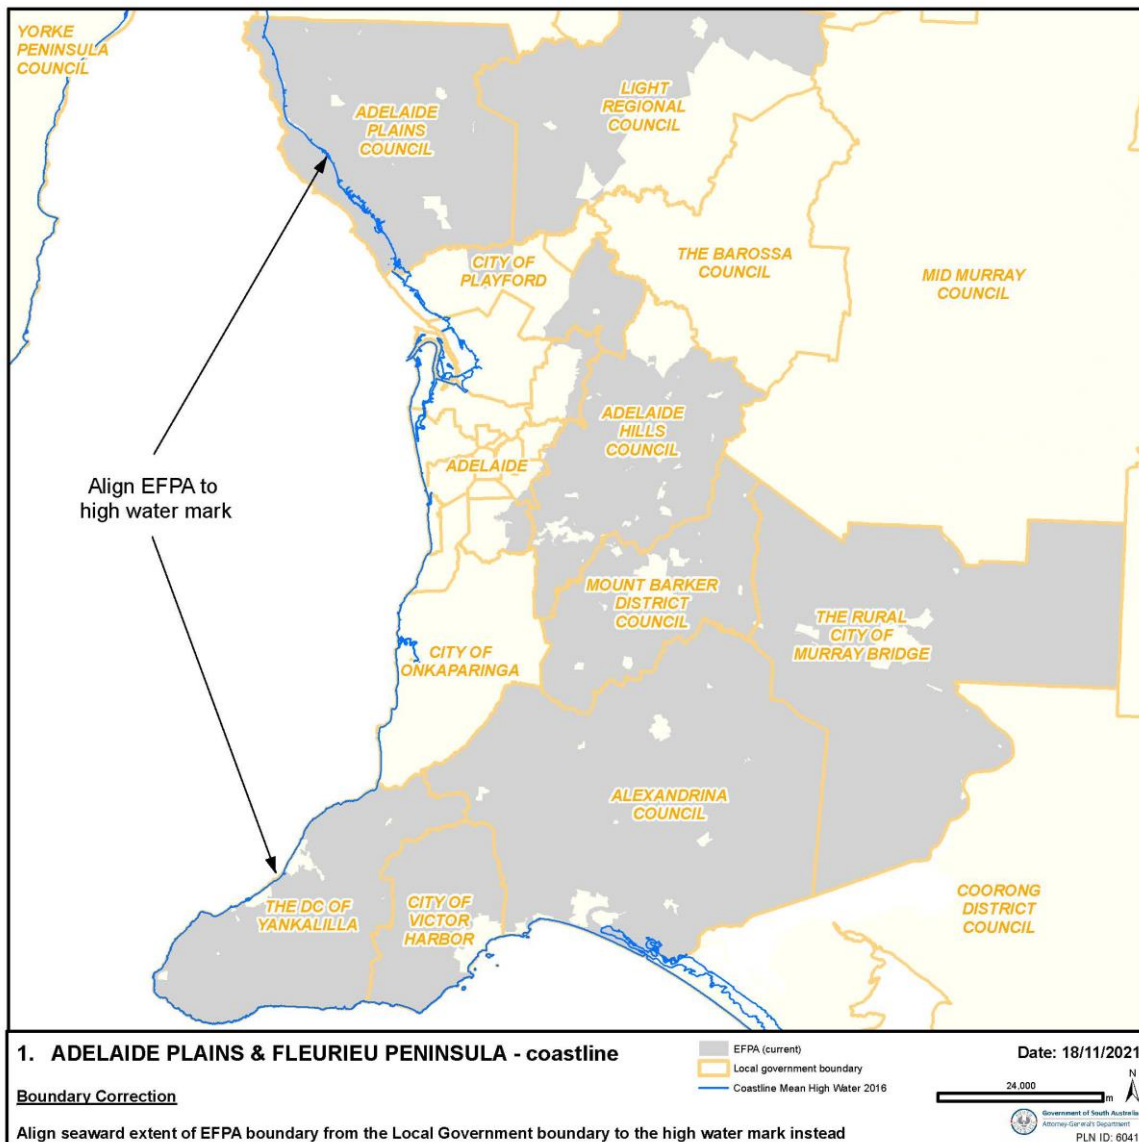 YORKE
PENINSULA
COUNCIL
ADELAIDE
PLAINS
COUNCIL
LIGHT
REGIONAL
COUNCIL
CITY OF
PLAYFORD
THE BAROSSA
COUNCIL
MID MURRAY
COUNCIL
ADELAIDE
HILLS
COUNCIL
ADELAIDE
Align EFPA to
high water mark
MOUNT BARKER
DISTRICT
COUNCIL
THE RURAL
CITY OF
MURRAY BRIDGE
CITY OF
ONKAPARINGA
ALEXANDRINA
COUNCIL
THE DC OF
YANKALILLA
CITY OF
VICTOR
HARBOR
COORONG
DISTRICT
COUNCIL
1. ADELAIDE PLAINS & FLEURIEU PENINSULA - coastline
Boundary Correction
Align seaward extent of EFPA boundary from the Local Government boundary to the high water mark instead
EFPA (current)
Local government boundary
Coastline Mean High Water 2016
Date: 18/11/2021
N
24,000
m
Government of South Australia
Attorney-General's Department
PLN ID: 6041